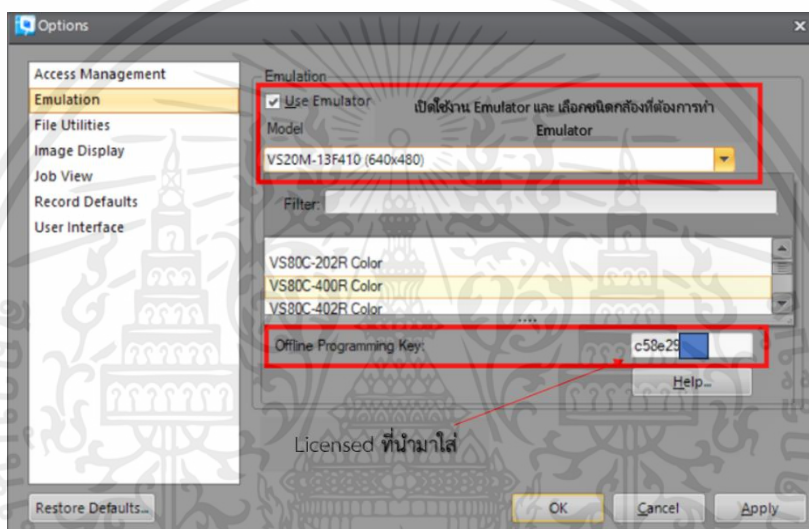 Options
Access Management
Emulation
File Utilities
Image Display
Job View
Record Defaults
User Interface
Emulation
Use Emulator
เปิดใช้งาน Emulator และ เลือกชนิดกล้องที่ต้องการทำ
Emulator
Model
VS20M-13F410 (640x480)
Filter:
VS80C-202R Color
VS80C-400R Color
VS80C-402R Color
Offline Programming Key:
c58e29
Help...
Licensed ที่นำมาใส่
Restore Defaults...
OK
Cancel
Apply